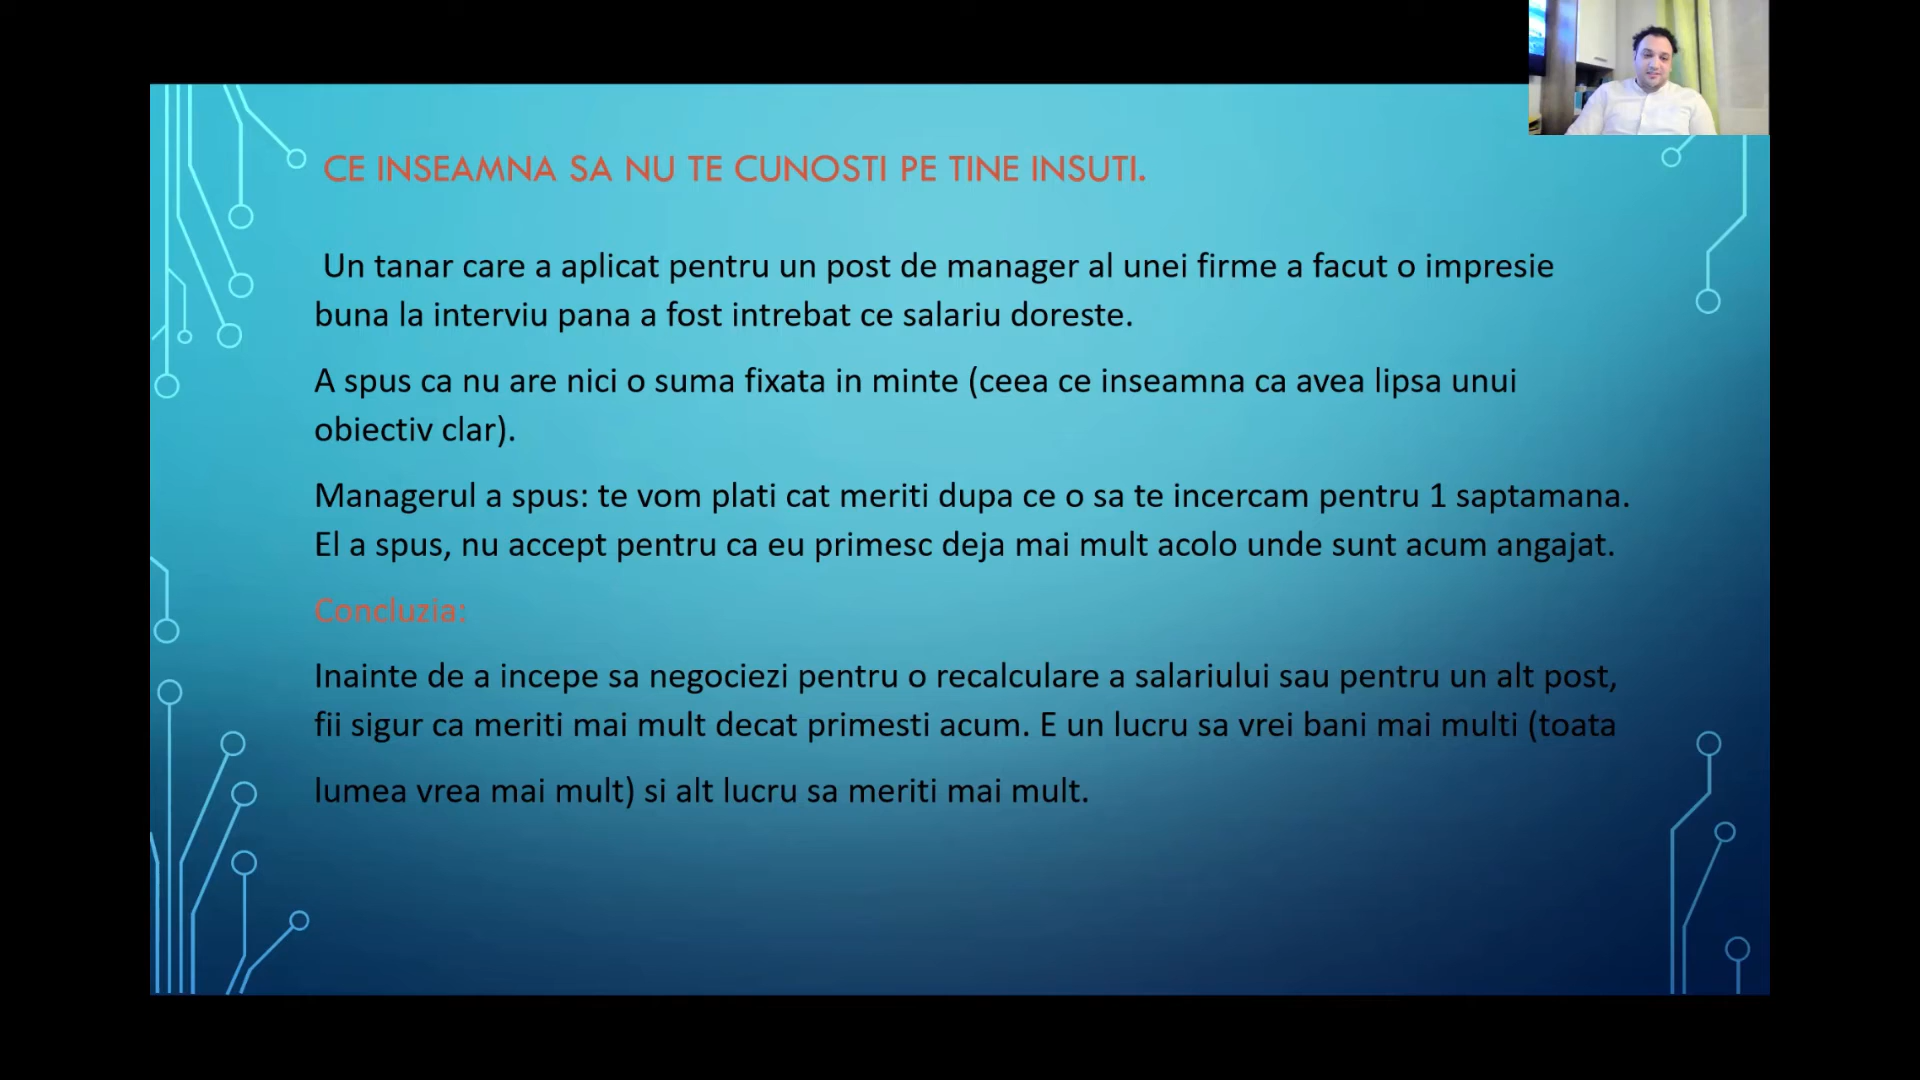 CE INSEAMNA SA NU TE CUNOSTI PE TINE INSUTI.
Un tanar care a aplicat pentru un post de manager al unei firme a facut o impresie
buna la interviu pana a fost intrebat ce salariu doreste.
A spus ca nu are nici o suma fixata in minte (ceea ce inseamna ca avea lipsa unui
obiectiv clar).
Managerul a spus: te vom plati cat meriti dupa ce o sa te incercam pentru 1 saptamana.
El a spus, nu accept pentru ca eu primesc deja mai mult acolo unde sunt acum angajat.
Concluzia:
Inainte de a incepe sa negociezi pentru o recalculare a salariului sau pentru un alt post,
fii sigur ca meriti mai mult decat primesti acum. E un lucru sa vrei bani mai multi (toata
lumea vrea mai mult) si alt lucru sa meriti mai mult.